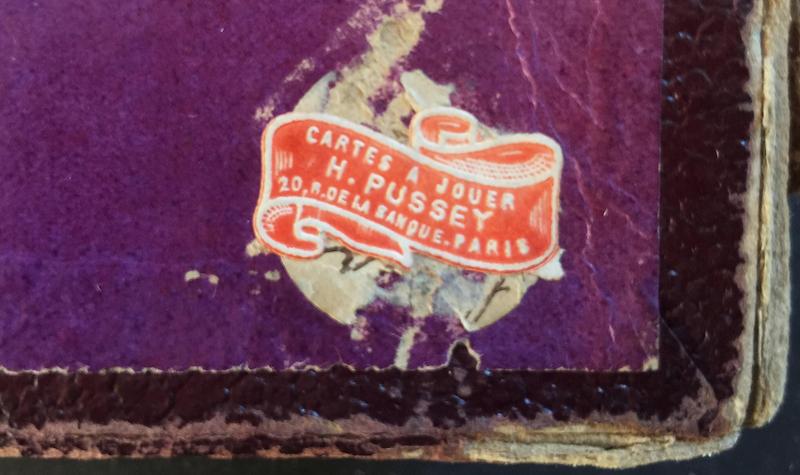 CARTES A JOUER
H. PUSSEY
20, R. DE LA BANQUE. PARIS